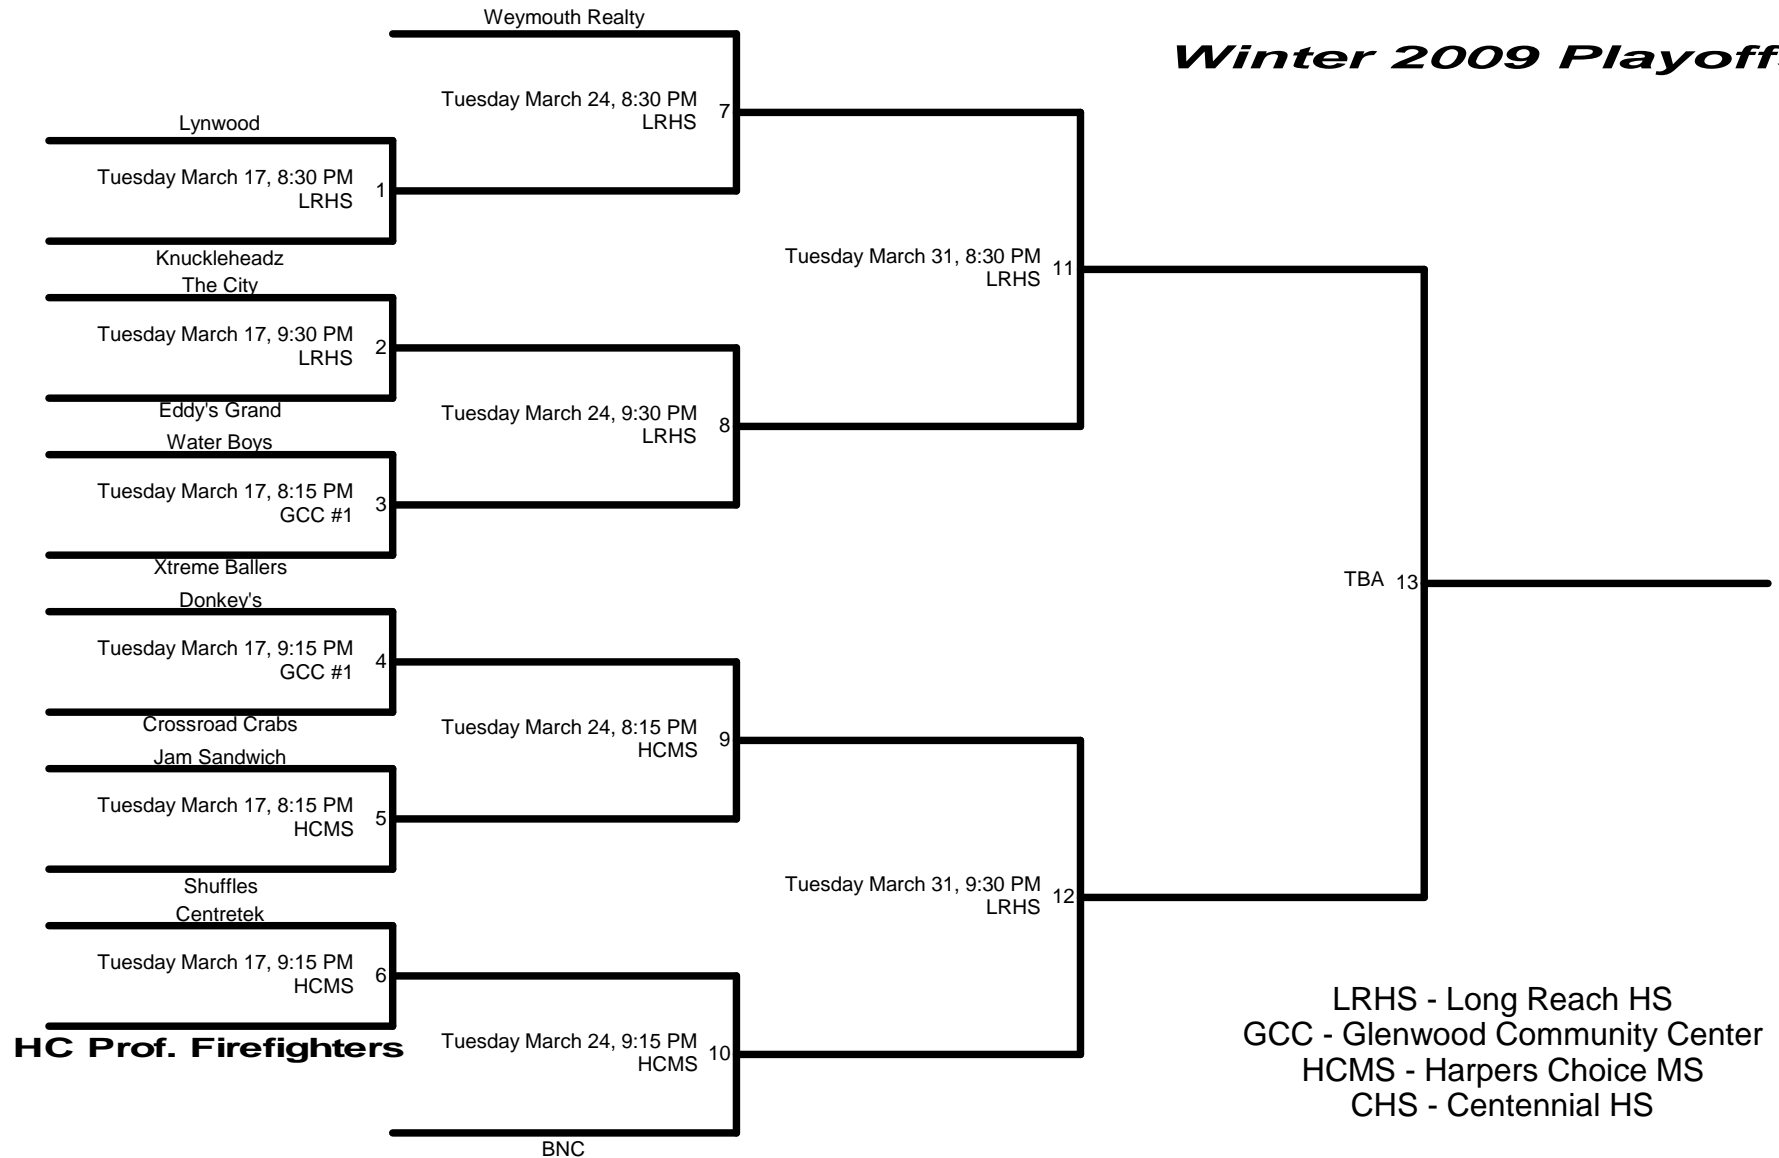 Weymouth Realty
Winter 2009 Playoff
Tuesday March 24, 8:30 PM
LRHS
7
Lynwood
Tuesday March 17, 8:30 PM
LRHS
1
Knuckleheadz
Tuesday March 31, 8:30 PM
LRHS
11
The City
Tuesday March 17, 9:30 PM
LRHS
2
Eddy's Grand
Tuesday March 24, 9:30 PM
LRHS
8
Water Boys
Tuesday March 17, 8:15 PM
GCC #1
3
Xtreme Ballers
TBA 13
Donkey's
Tuesday March 17, 9:15 PM
GCC #1
4
Crossroad Crabs
Tuesday March 24, 8:15 PM
HCMS
9
Jam Sandwich
Tuesday March 17, 8:15 PM
HCMS
5
Shuffles
Tuesday March 31, 9:30 PM
LRHS
12
Centretek
Tuesday March 17, 9:15 PM
HCMS
6
HC Prof. Firefighters
Tuesday March 24, 9:15 PM
HCMS
10
BNC
LRHS - Long Reach HS
GCC - Glenwood Community Center
HCMS - Harpers Choice MS
CHS - Centennial HS